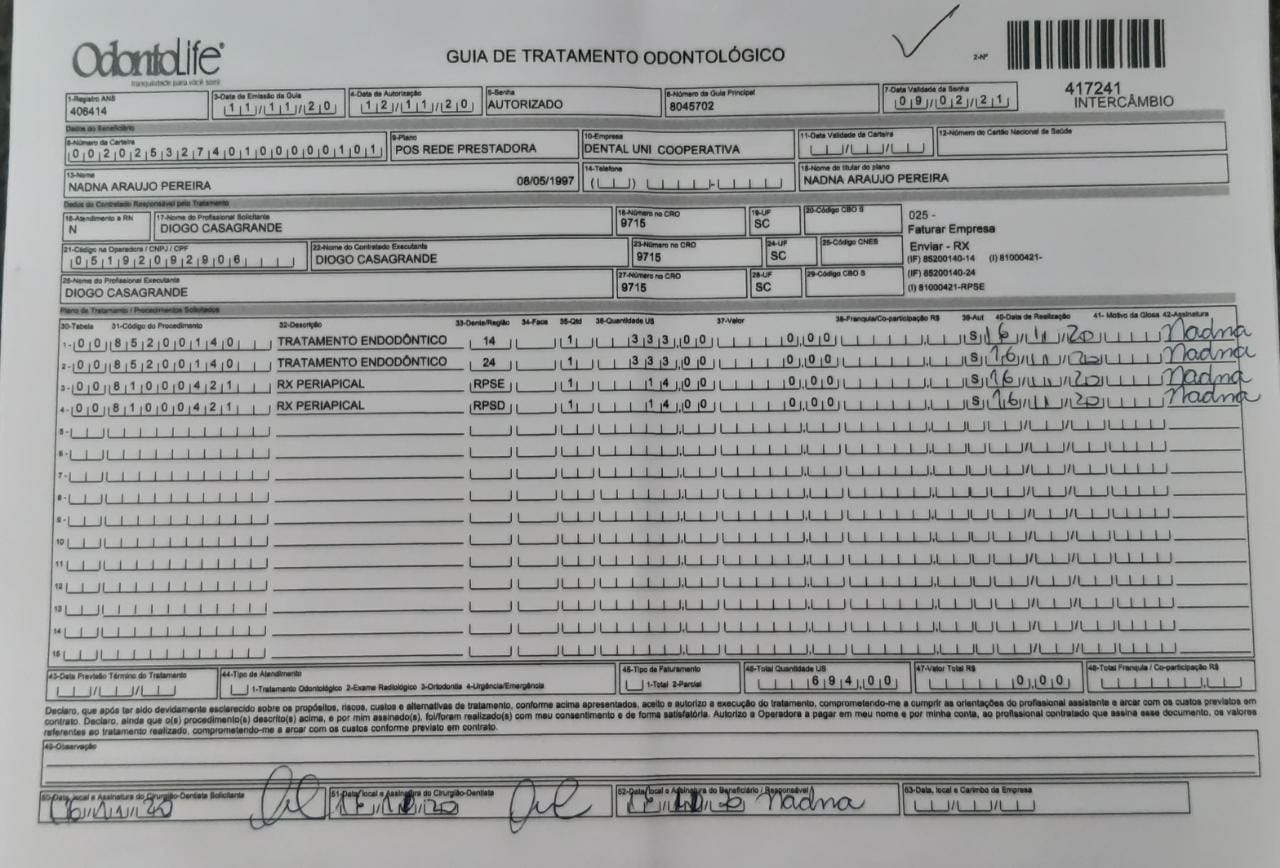 OdontoLife
tranquilidade para você sorrir
GUIA DE TRATAMENTO ODONTOLÓGICO
2-Nº
417241
INTERCÂMBIO
1-Registro ANS 3-Data de Emissão da Guia 4-Data de Autorização 5-Senha 6-Número da Guia Principal 7-Data Validade da Senha
406414 11/11/20 12/11/20 AUTORIZADO 8045702 09/02/21
Dados do Beneficiário
8-Número da Carteira 9-Plano 10-Empresa 11-Data Validade da Carteira 12-Número do Cartão Nacional de Saúde
00202532740100000101 POS REDE PRESTADORA DENTAL UNI COOPERATIVA
13-Nome 14-Telefone 15-Nome do titular do plano
NADNA ARAUJO PEREIRA 08/05/1997 NADNA ARAUJO PEREIRA
Dados do Contratado Responsável pelo Tratamento
16-Atendimento a RN 17-Nome do Profissional Solicitante 18-Número no CRO 19-UF 20-Código CBO S
N DIOGO CASAGRANDE 9715 SC
025 -
Faturar Empresa
Enviar - RX
(IF) 85200140-14 (I) 81000421-
(IF) 85200140-24
(I) 81000421-RPSE
21-Código na Operadora / CNPJ / CPF 22-Nome do Contratado Executante 23-Número no CRO 24-UF 25-Código CNES
05192092906 DIOGO CASAGRANDE 9715 SC
26-Nome do Profissional Executante 27-Número no CRO 28-UF 29-Código CBO S
DIOGO CASAGRANDE 9715 SC
Plano de Tratamento / Procedimentos Solicitados
30-Tabela 31-Código do Procedimento 32-Descrição 33-Dente/Região 34-Face 35-Qtd 36-Quantidade US 37-Valor 38-Franquia/Co-participação R$ 39-Aut 40-Data de Realização 41- Motivo da Glosa 42-Assinatura
1- 00 85200140 TRATAMENTO ENDODÔNTICO 14 1 333,00 0,00 S 16/11/20 Nadna
2- 00 85200140 TRATAMENTO ENDODÔNTICO 24 1 333,00 0,00 S 16/11/20 Nadna
3- 00 81000421 RX PERIAPICAL RPSE 1 14,00 0,00 S 16/11/20 Nadna
4- 00 81000421 RX PERIAPICAL RPSD 1 14,00 0,00 S 16/11/20 Nadna
5-
6-
7-
8-
9-
10
11
12
13
14
15
43-Data Previsão Término do Tratamento 44-Tipo de Atendimento 45-Tipo de Faturamento 46-Total Quantidade US 47-Valor Total R$ 48-Total Franquia / Co-participação R$
1-Tratamento Odontológico 2-Exame Radiológico 3-Ortodontia 4-Urgência/Emergência 1-Total 2-Parcial 694,00 0,00
Declaro, que após ter sido devidamente esclarecido sobre os propósitos, riscos, custos e alternativas de tratamento, conforme acima apresentados, aceito e autorizo a execução do tratamento, comprometendo-me a cumprir as orientações do profissional assistente e arcar com os custos previstos em
contrato. Declaro, ainda que o(s) procedimento(s) descrito(s) acima, e por mim assinado(s), foi/foram realizado(s) com meu consentimento e de forma satisfatória. Autorizo a Operadora a pagar em meu nome e por minha conta, ao profissional contratado que assina esse documento, os valores
referentes ao tratamento realizado, comprometendo-me a arcar com os custos conforme previsto em contrato.
49-Observação
50-Data, local e Assinatura do Cirurgião-Dentista Solicitante 51-Data, local e Assinatura do Cirurgião-Dentista 52-Data, local e Assinatura do Beneficiário / Responsável 53-Data, local e Carimbo da Empresa
16/11/20 Nadna